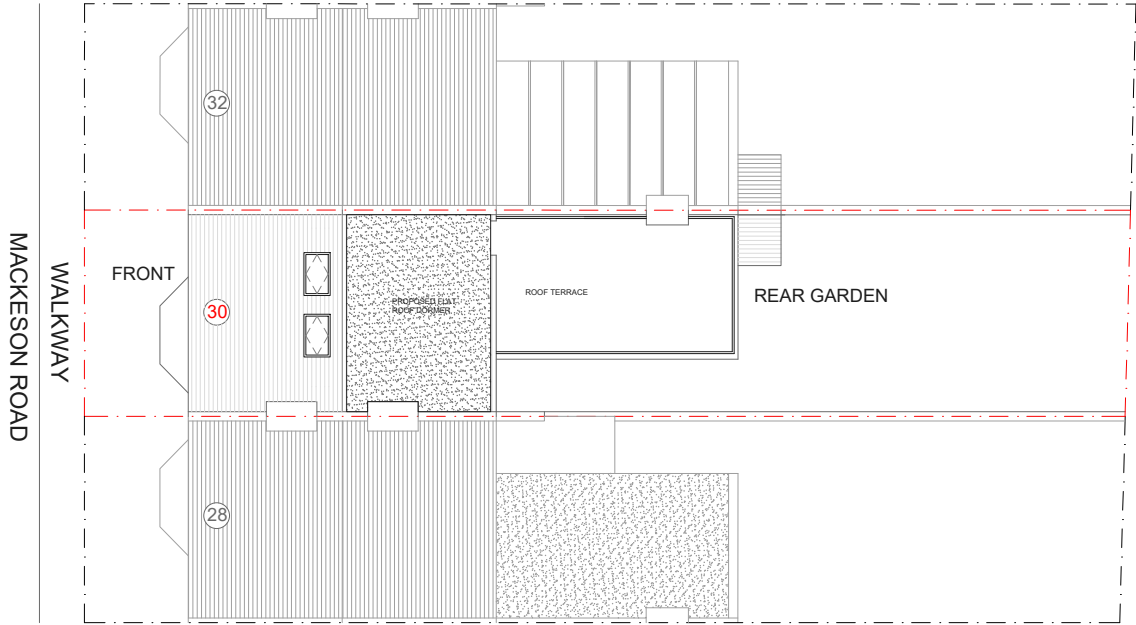 MACKESON ROAD
WALKWAY
FRONT
32
30
28
PROPOSED FLAT
ROOF DORMER
ROOF TERRACE
REAR GARDEN